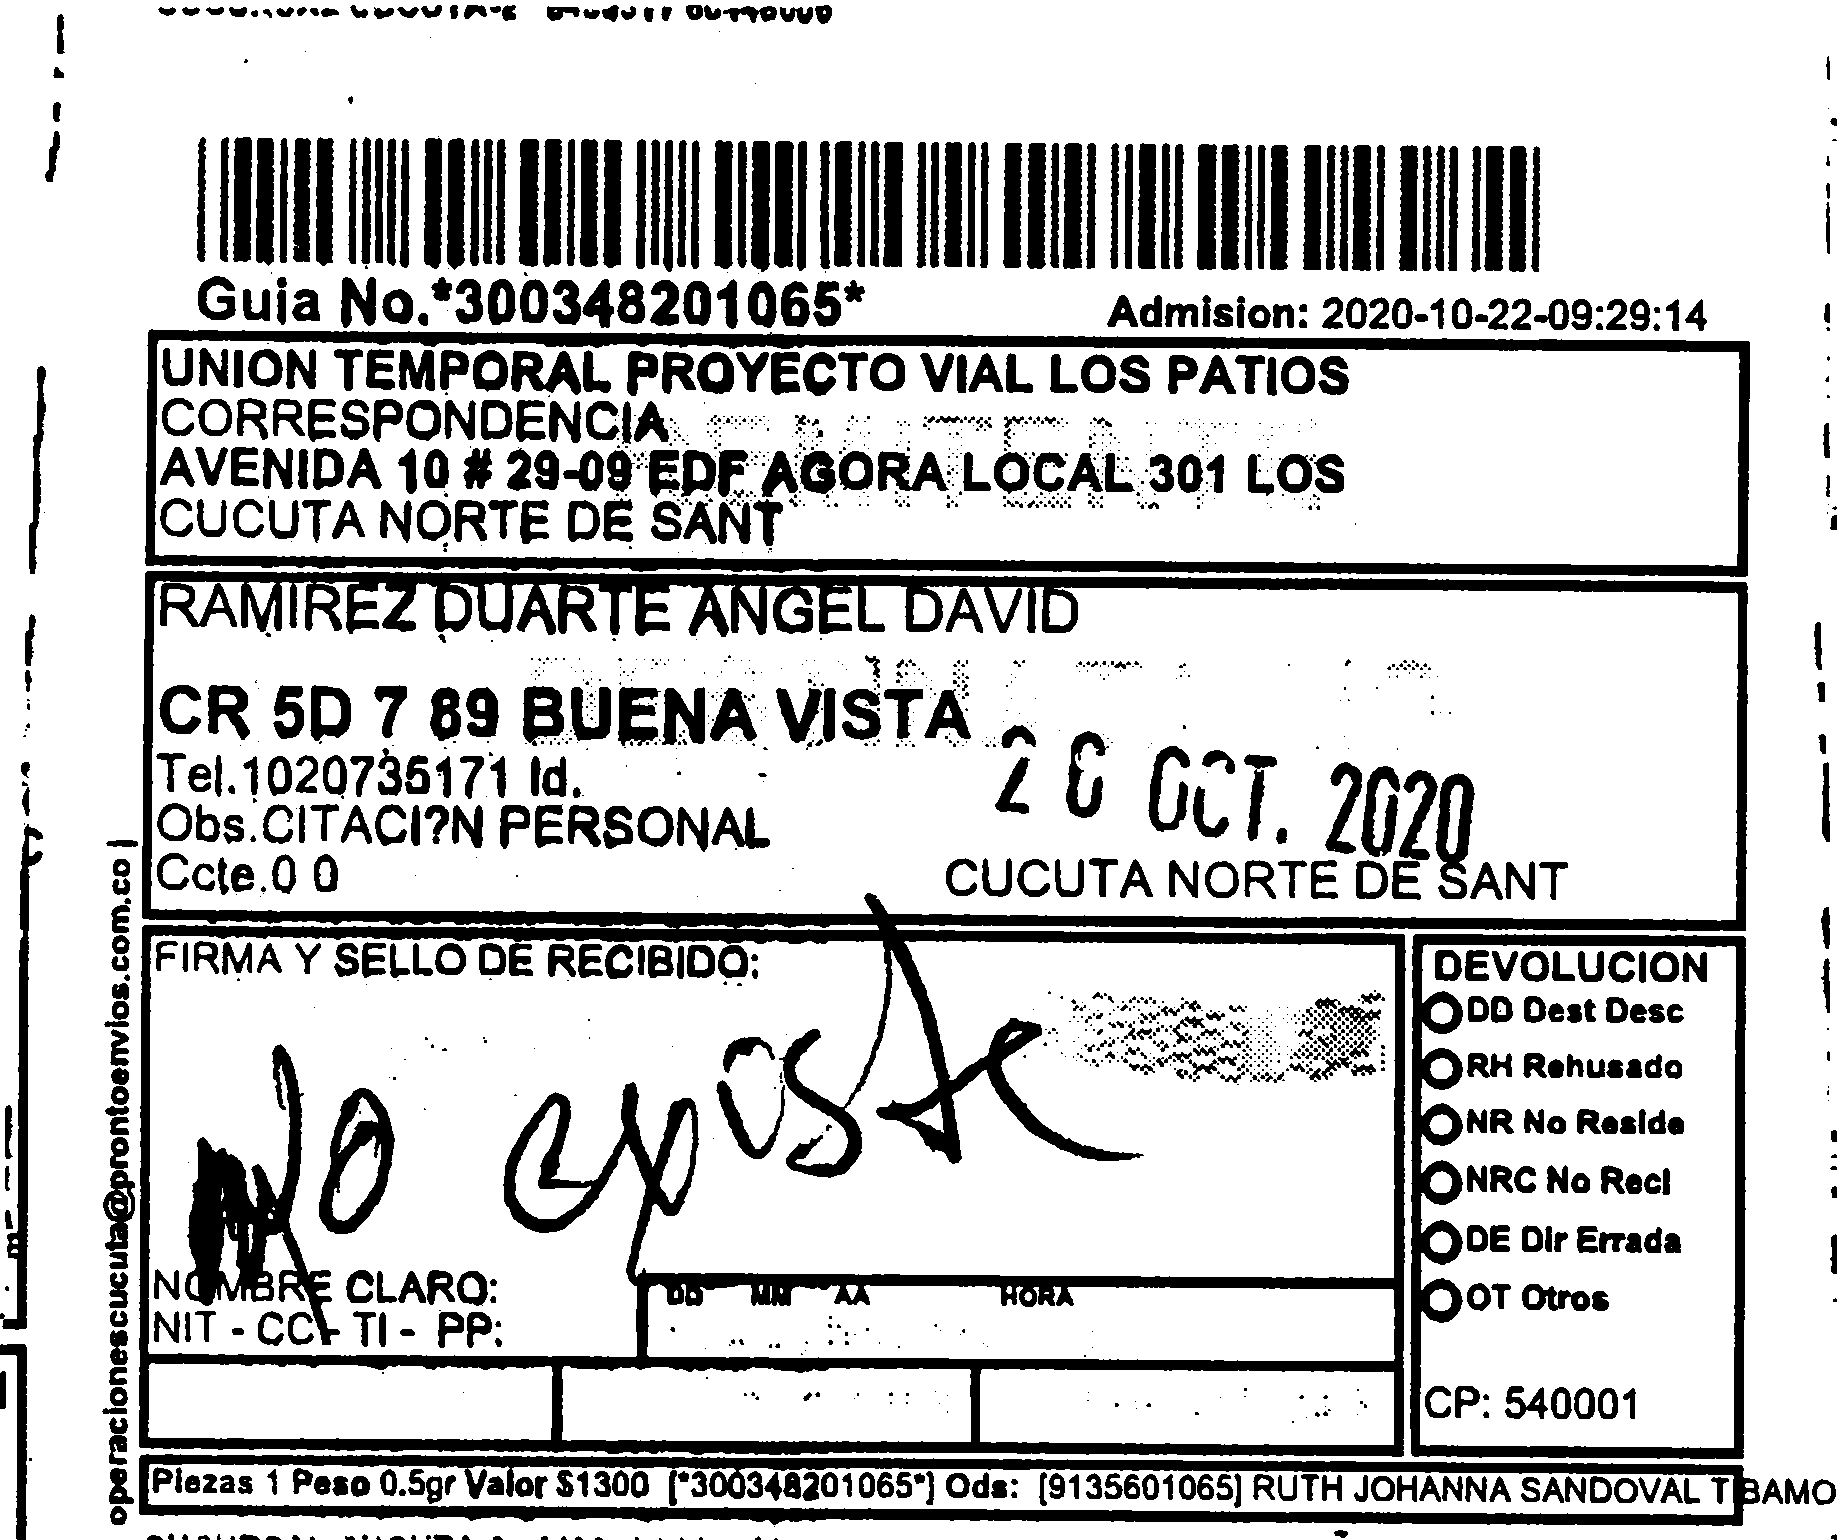 Guia No.*300348201065*
Admision: 2020-10-22-09:29:14
UNION TEMPORAL PROYECTO VIAL LOS PATIOS
CORRESPONDENCIA
AVENIDA 10 # 29-09 EDF AGORA LOCAL 301 LOS
CUCUTA NORTE DE SANT
RAMIREZ DUARTE ANGEL DAVID
CR 5D 7 89 BUENA VISTA
Tel.1020735171 Id.
OCT. 2020
Obs.CITACI?N PERSONAL
Ccte.0 0
CUCUTA NORTE DE SANT
FIRMA Y SELLO DE RECIBIDO:
No existe
NOMBRE CLARO:
NIT - CC - TI - PP:
DD MM AA HORA
DEVOLUCION
DD Dest Desc
RH Rehusado
NR No Reside
NRC No Recl
DE Dir Errada
OT Otros
CP: 540001
Piezas 1 Peso 0.5gr Valor $1300 [*300348201065*] Ods: [9135601065] RUTH JOHANNA SANDOVAL TIBAMO
operacionescucuta@prontoenvios.com.co |